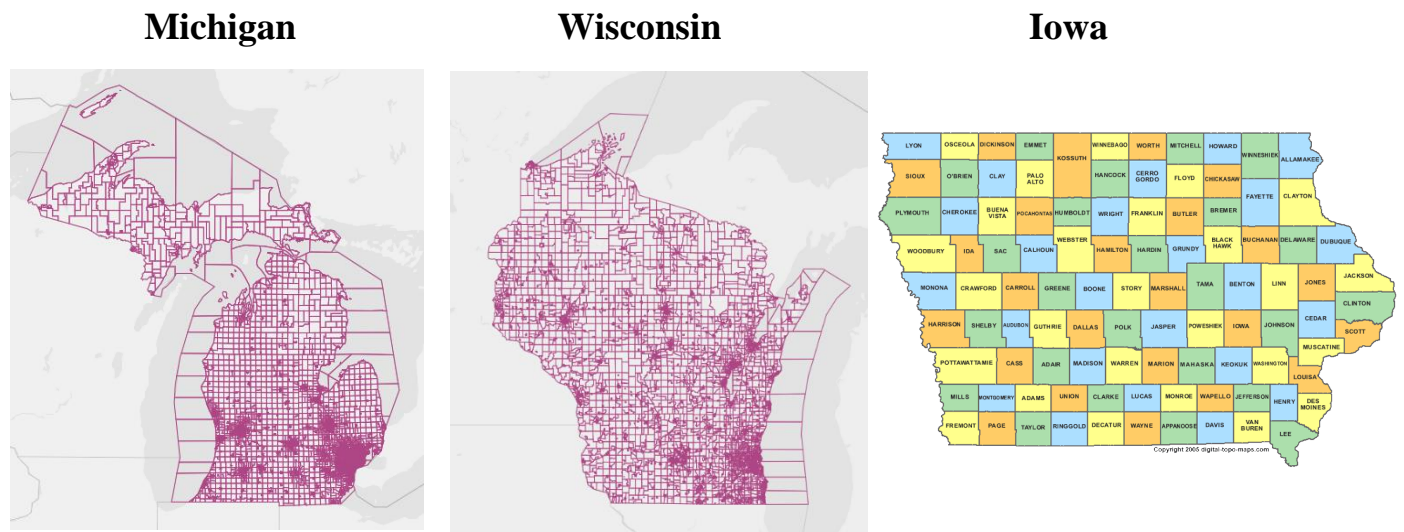 Michigan
Wisconsin
Iowa
LYON OSCEOLA DICKINSON EMMET KOSSUTH WINNEBAGO WORTH MITCHELL HOWARD WINNESHIEK ALLAMAKEE
SIOUX O'BRIEN CLAY PALO ALTO HANCOCK CERRO GORDO FLOYD CHICKASAW FAYETTE CLAYTON
PLYMOUTH CHEROKEE BUENA VISTA POCAHONTAS HUMBOLDT WRIGHT FRANKLIN BUTLER BREMER
WOODBURY IDA SAC CALHOUN WEBSTER HAMILTON HARDIN GRUNDY BLACK HAWK BUCHANAN DELAWARE DUBUQUE
MONONA CRAWFORD CARROLL GREENE BOONE STORY MARSHALL TAMA BENTON LINN JONES JACKSON
CLINTON
HARRISON SHELBY AUDUBON GUTHRIE DALLAS POLK JASPER POWESHIEK IOWA JOHNSON CEDAR SCOTT
MUSCATINE
POTTAWATTAMIE CASS ADAIR MADISON WARREN MARION MAHASKA KEOKUK WASHINGTON LOUISA
MILLS MONTGOMERY ADAMS UNION CLARKE LUCAS MONROE WAPELLO JEFFERSON HENRY DES MOINES
FREMONT PAGE TAYLOR RINGGOLD DECATUR WAYNE APPANOOSE DAVIS VAN BUREN LEE
Copyright 2005 digital-topo-maps.com